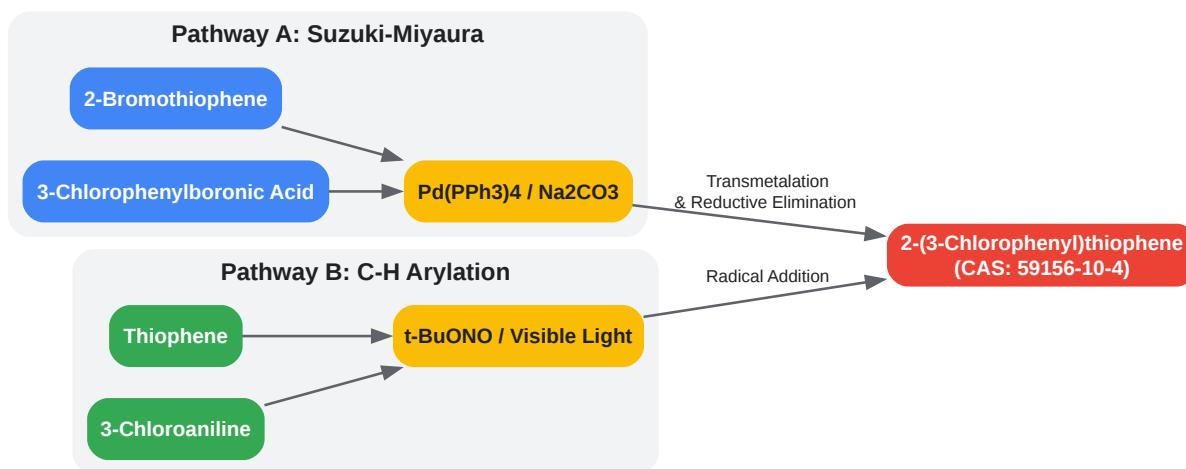 Pathway A: Suzuki-Miyaura
2-Bromothiophene
3-Chlorophenylboronic Acid
Pd(PPh3)4 / Na2CO3
Transmetalation
& Reductive Elimination
2-(3-Chlorophenyl)thiophene
(CAS: 59156-10-4)
Pathway B: C-H Arylation
Radical Addition
Thiophene
t-BuONO / Visible Light
3-Chloroaniline